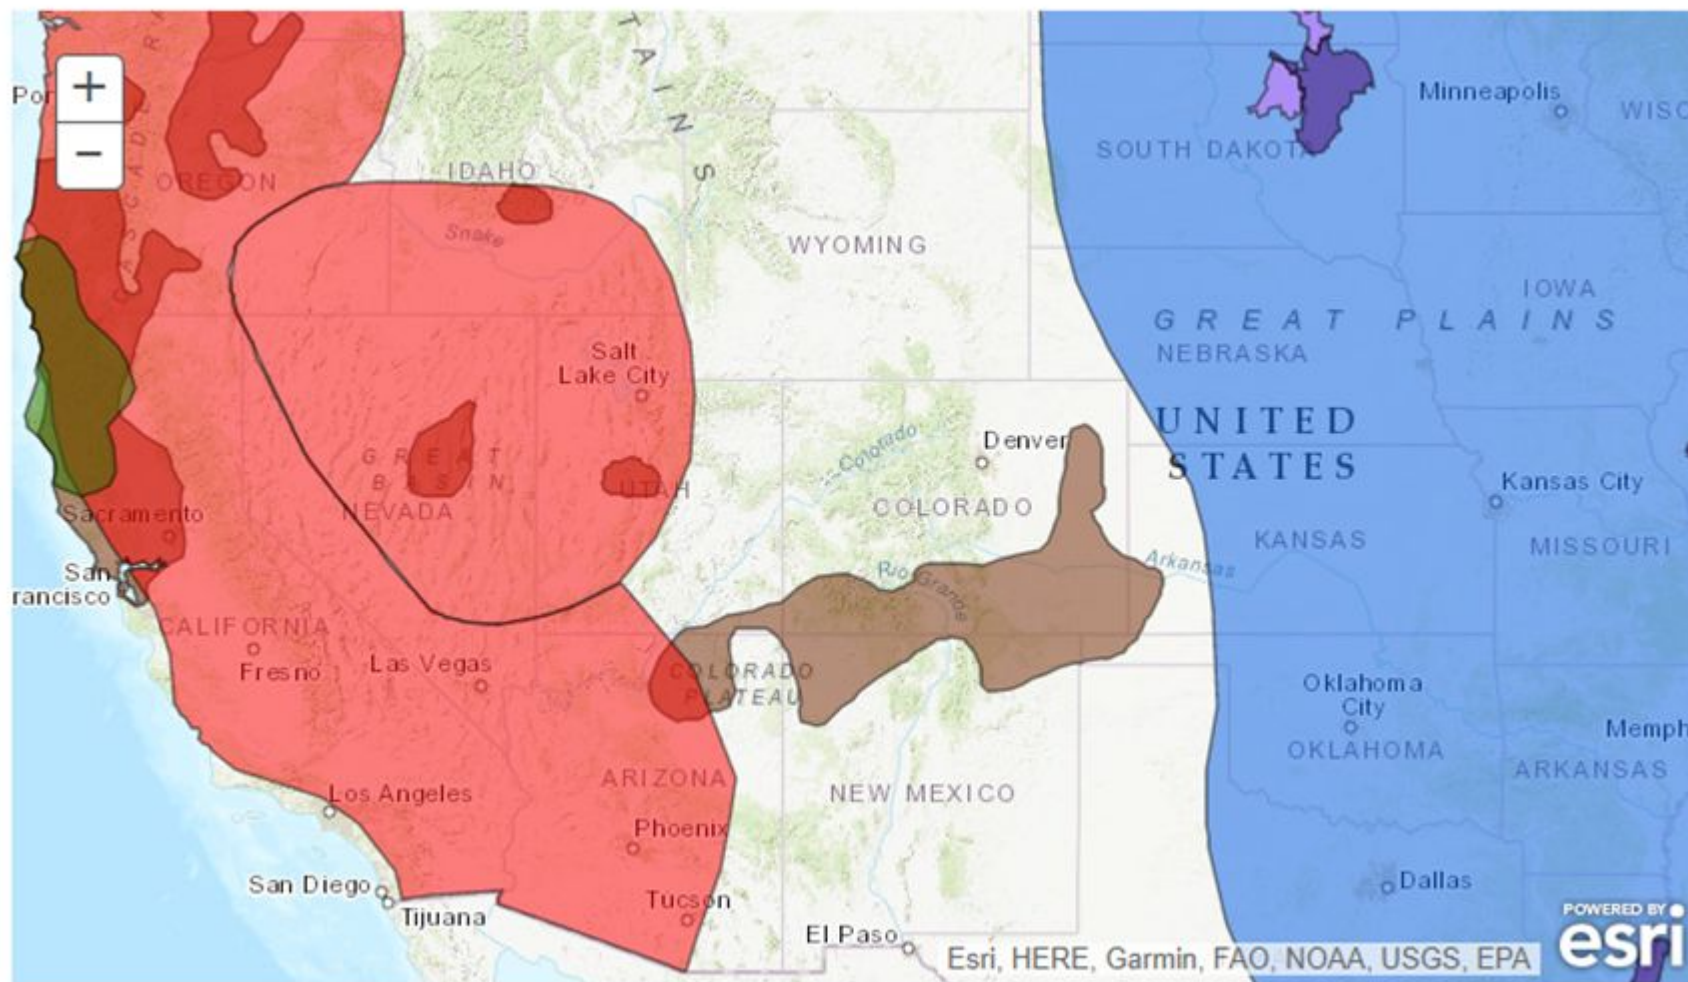 +
−
Por
CASCADE R
OREGON
IDAHO
Snake
T A I N S
WYOMING
SOUTH DAKOTA
Minneapolis
WISC
IOWA
GREAT PLAINS
NEBRASKA
Salt
Lake City
GREAT
BASIN
NEVADA
UTAH
Colorado
Denver
COLORADO
UNITED
STATES
Kansas City
KANSAS
MISSOURI
Arkansas
Sacramento
San
rancisco
CALIFORNIA
Fresno
Las Vegas
Rio Grande
COLORADO
PLATEAU
Oklahoma
City
OKLAHOMA
Memph
ARKANSAS
Los Angeles
ARIZONA
NEW MEXICO
Phoenix
San Diego
Tijuana
Tucson
El Paso
Dallas
Esri, HERE, Garmin, FAO, NOAA, USGS, EPA
POWERED BY
esri